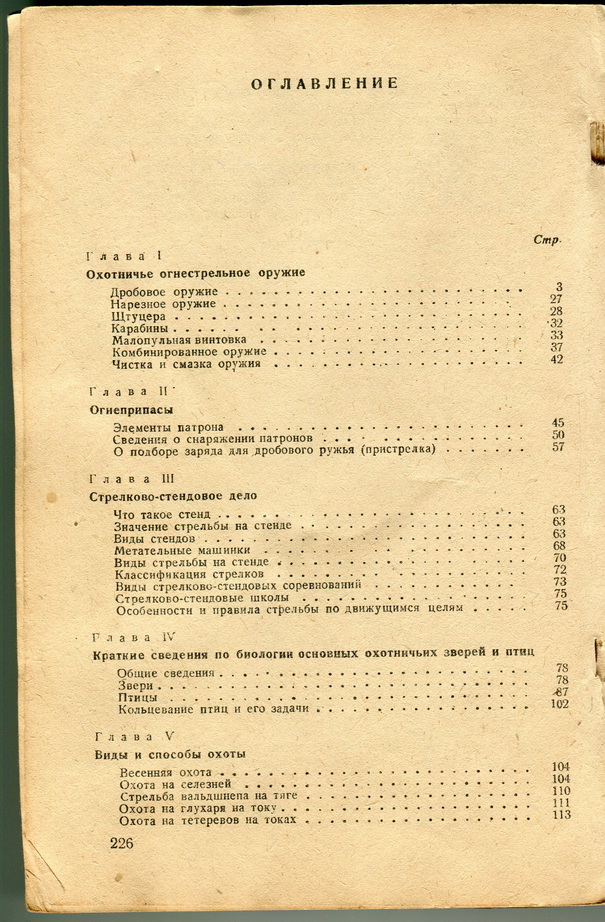 ОГЛАВЛЕНИЕ
Стр.
Глава I
Охотничье огнестрельное оружие
Дробовое оружие . . . . . . . . . . . . . . . . . . . . 3
Нарезное оружие . . . . . . . . . . . . . . . . . . . . 27
Щтуцера . . . . . . . . . . . . . . . . . . . . 28
Карабины . . . . . . . . . . . . . . . . . . . . 32
Малопульная винтовка . . . . . . . . . . . . . . . . . . 33
Комбинированное оружие . . . . . . . . . . . . . . . . . 37
Чистка и смазка оружия . . . . . . . . . . . . . . . . . 42
Глава II
Огнеприпасы
Элементы патрона . . . . . . . . . . . . . . . . . . 45
Сведения о снаряжении патронов . . . . . . . . . . . . . . 50
О подборе заряда для дробового ружья (пристрелка) . . . . . . . 57
Глава III
Стрелково-стендовое дело
Что такое стенд . . . . . . . . . . . . . . . . . . . . 63
Значение стрельбы на стенде . . . . . . . . . . . . . . . 63
Виды стендов . . . . . . . . . . . . . . . . . . . . 63
Метательные машинки . . . . . . . . . . . . . . . . . 68
Виды стрельбы на стенде . . . . . . . . . . . . . . . . . 70
Классификация стрелков . . . . . . . . . . . . . . . . 72
Виды стрелково-стендовых соревнований . . . . . . . . . . 73
Стрелково-стендовые школы . . . . . . . . . . . . . . . 75
Особенности и правила стрельбы по движущимся целям . . . . . 75
Глава IV
Краткие сведения по биологии основных охотничьих зверей и птиц
Общие сведения . . . . . . . . . . . . . . . . . . . . 78
Звери . . . . . . . . . . . . . . . . . . . . 78
Птицы . . . . . . . . . . . . . . . . . . . . 87
Кольцевание птиц и его задачи . . . . . . . . . . . . . . 102
Глава V
Виды и способы охоты
Весенняя охота . . . . . . . . . . . . . . . . . . . . 104
Охота на селезней . . . . . . . . . . . . . . . . . . 104
Стрельба вальдшнепа на тяге . . . . . . . . . . . . . . . 110
Охота на глухаря на току . . . . . . . . . . . . . . . . 111
Охота на тетеревов на токах . . . . . . . . . . . . . . . 113
226